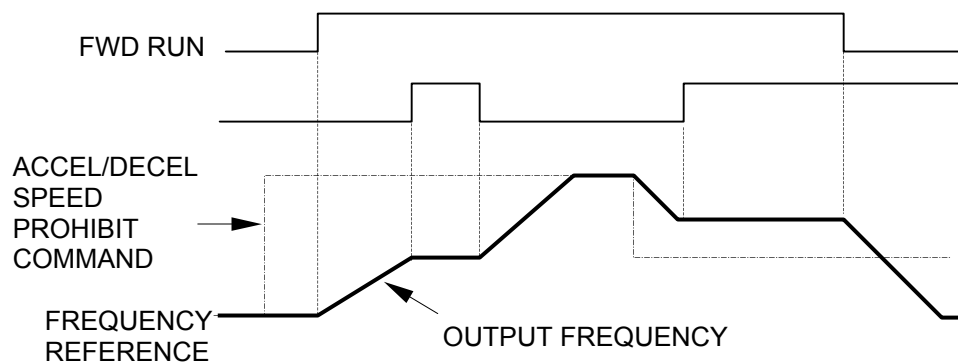 FWD RUN
ACCEL/DECEL
SPEED
PROHIBIT
COMMAND
FREQUENCY
REFERENCE
OUTPUT FREQUENCY